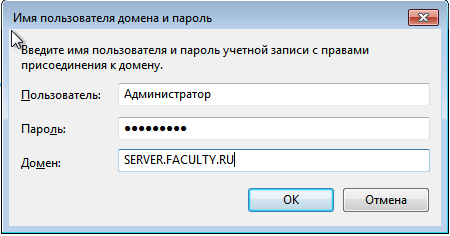 Имя пользователя домена и пароль
Введите имя пользователя и пароль учетной записи с правами
присоединения к домену.
Пользователь: Администратор
Пароль: ●●●●●●●●●
Домен: SERVER.FACULTY.RU
ОК Отмена